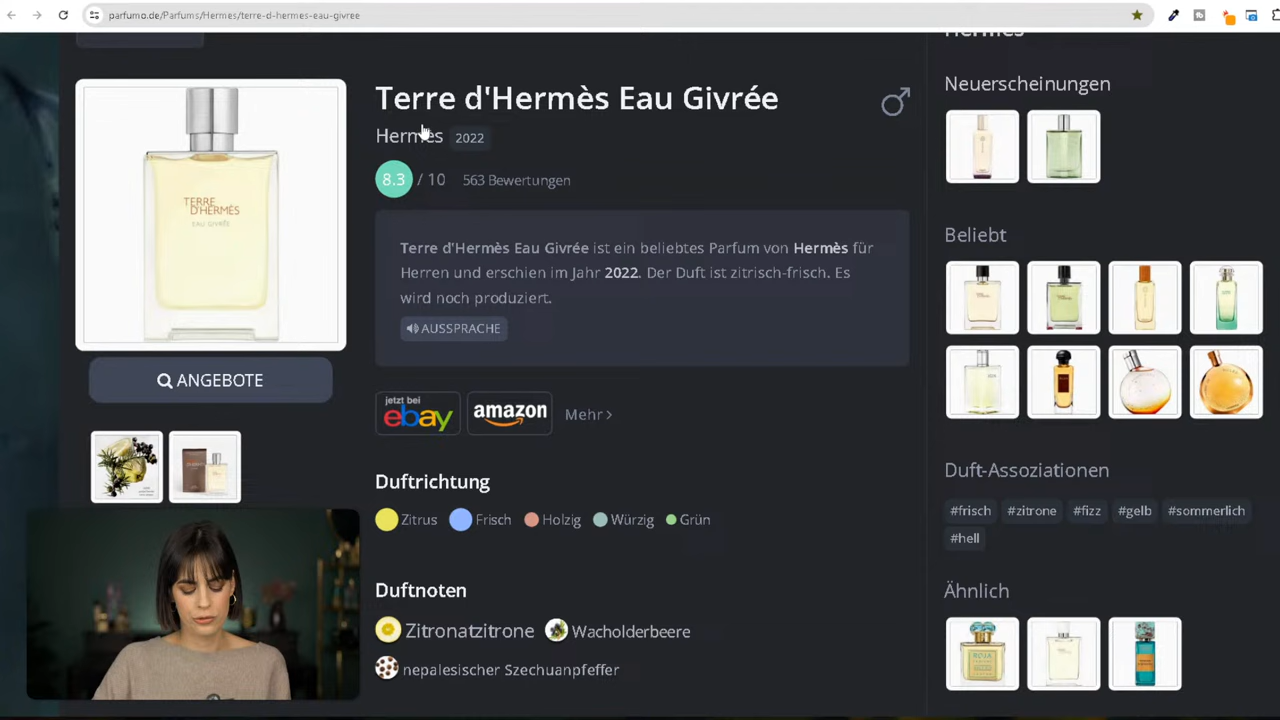 parfumo.de/Parfums/Hermes/terre-d-hermes-eau-givree
Hermès
Terre d'Hermès Eau Givrée
Hermès 2022
8.3 / 10 563 Bewertungen
Terre d'Hermès Eau Givrée ist ein beliebtes Parfum von Hermès für
Herren und erschien im Jahr 2022. Der Duft ist zitrisch-frisch. Es
wird noch produziert.
AUSSPRACHE
TERRE
D'HERMÈS
EAU GIVRÉE
ANGEBOTE
jetzt bei
ebay
amazon
Mehr >
Duftrichtung
Zitrus Frisch Holzig Würzig Grün
Duftnoten
Zitronatzitrone Wacholderbeere
nepalesischer Szechuanpfeffer
Neuerscheinungen
Beliebt
Duft-Assoziationen
#frisch #zitrone #fizz #gelb #sommerlich
#hell
Ähnlich